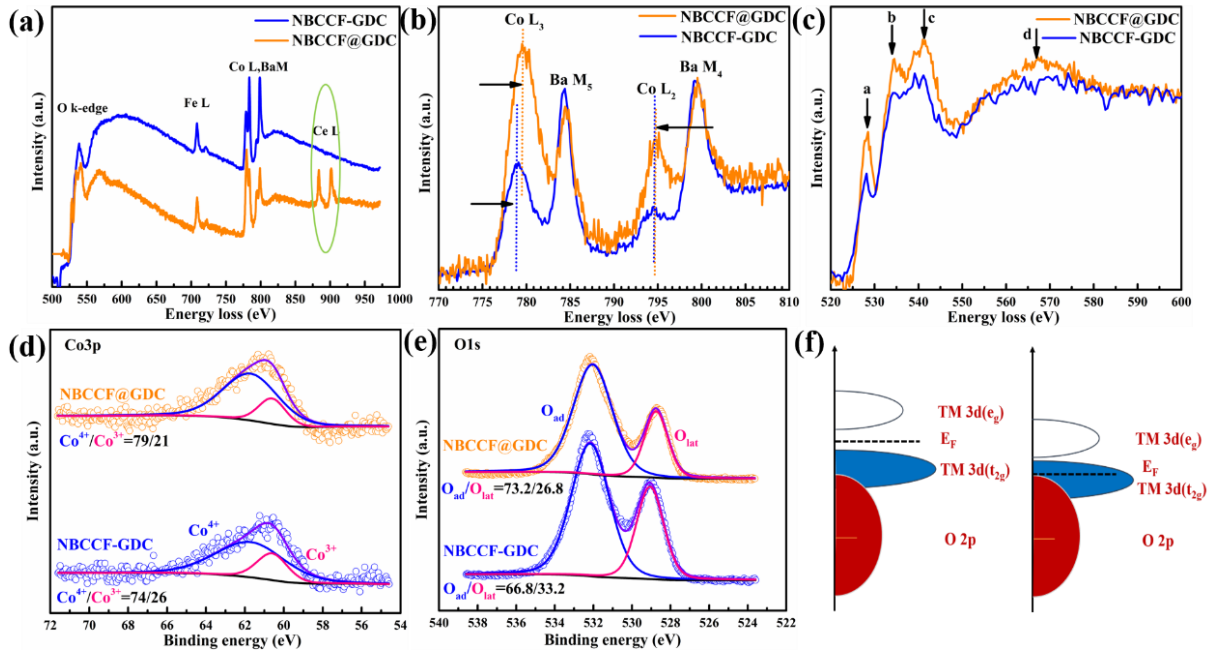 (a)
NBCCF-GDC
NBCCF@GDC
Co L,BaM
O k-edge
Fe L
Ce L
Intensity (a.u.)
500 550 600 650 700 750 800 850 900 950 1000
Energy loss (eV)
(b)
NBCCF@GDC
NBCCF-GDC
Co L3
Ba M5
Co L2
Ba M4
Intensity (a.u.)
770 775 780 785 790 795 800 805 810
Energy loss (eV)
(c)
NBCCF@GDC
NBCCF-GDC
a
b
c
d
Intensity (a.u.)
520 530 540 550 560 570 580 590 600
Energy loss (eV)
(d)
Co3p
NBCCF@GDC
Co4+/Co3+=79/21
Co4+
Co3+
NBCCF-GDC
Co4+/Co3+=74/26
Intensity (a.u.)
72 70 68 66 64 62 60 58 56 54
Binding energy (eV)
(e)
O1s
Oad
Olat
NBCCF@GDC
Oad/Olat=73.2/26.8
NBCCF-GDC
Oad/Olat=66.8/33.2
Intensity (a.u.)
538 536 534 532 530 528 526 524 522
Binding energy (eV)
(f)
TM 3d(eg)
EF
TM 3d(t2g)
O 2p
TM 3d(eg)
EF
TM 3d(t2g)
O 2p